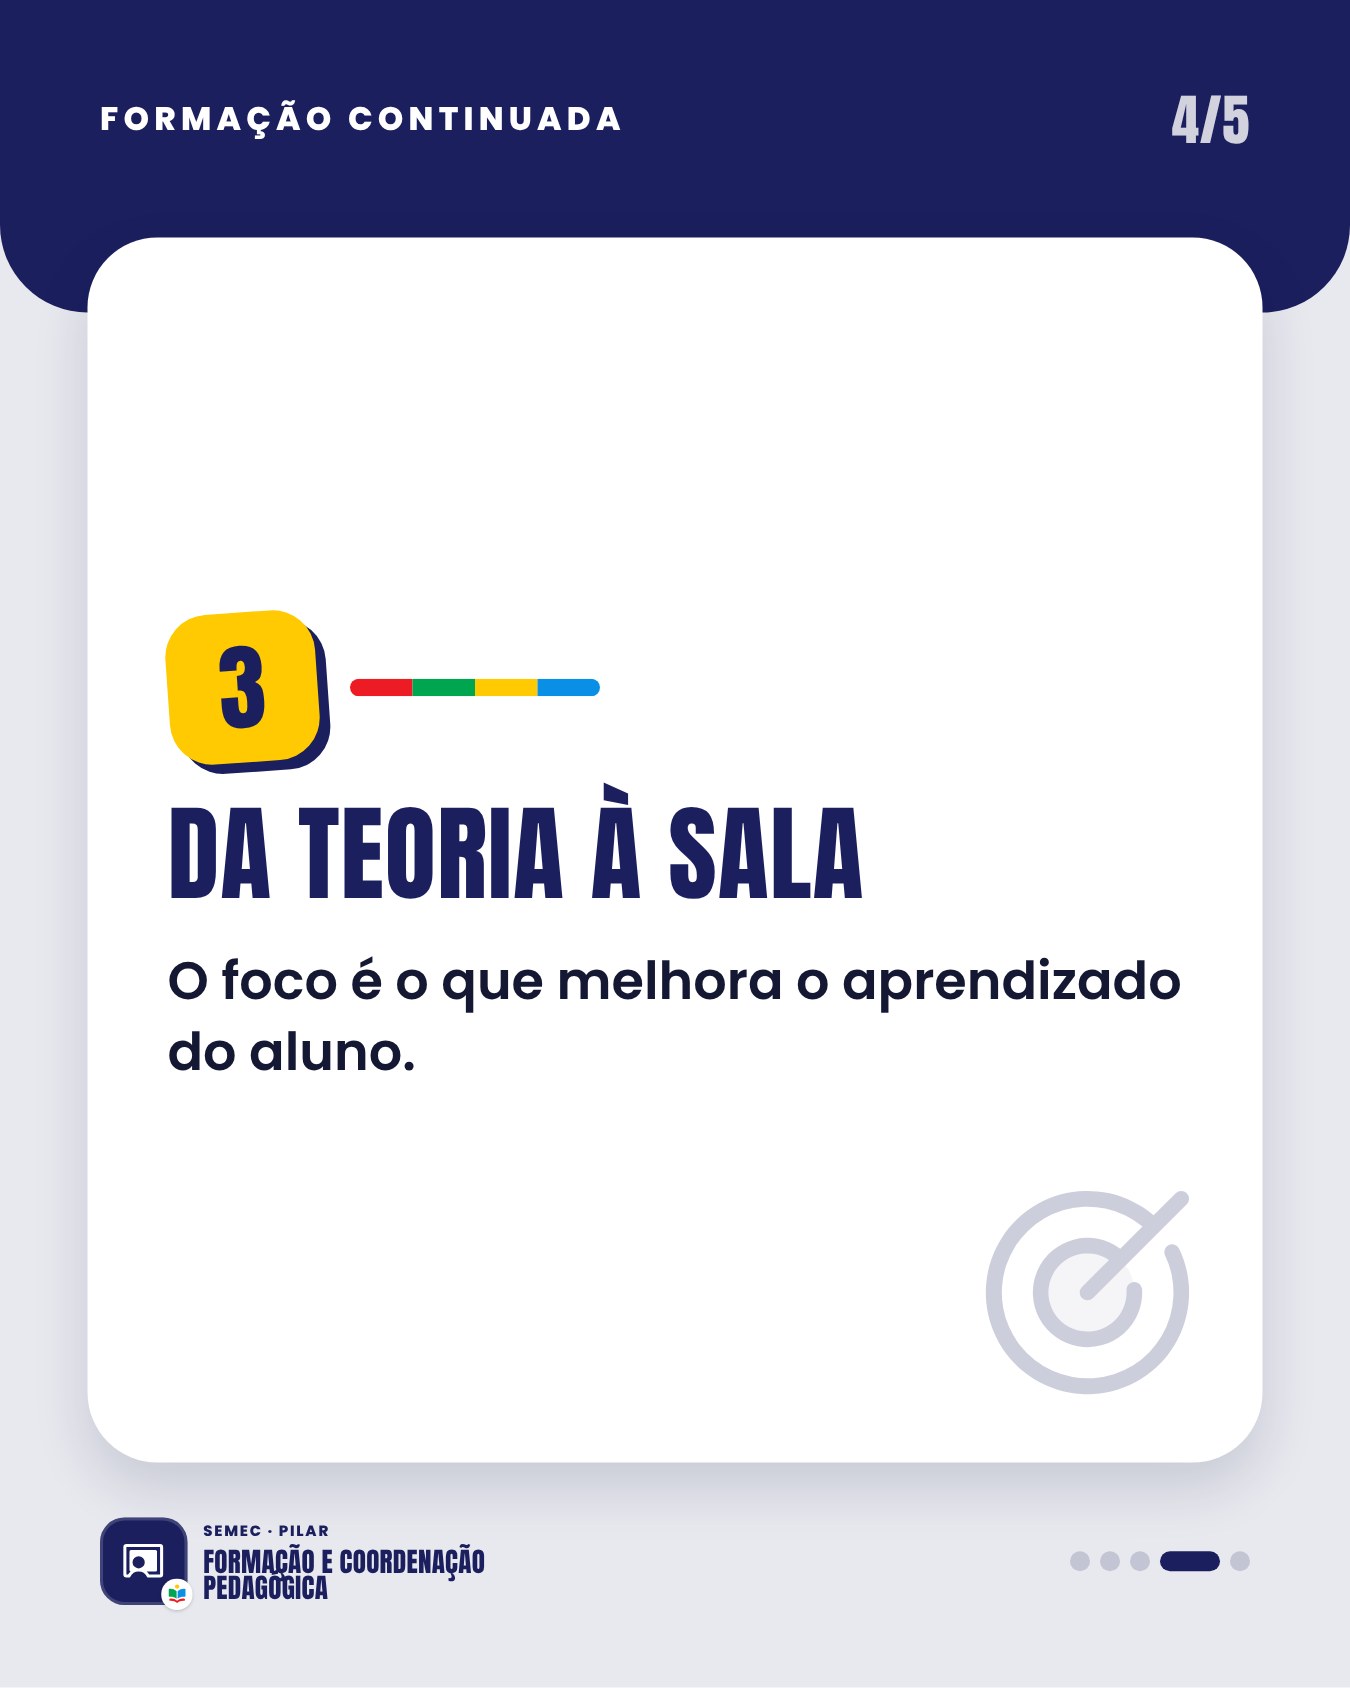 FORMAÇÃO CONTINUADA
4/5
3
DA TEORIA À SALA
O foco é o que melhora o aprendizado
do aluno.
SEMEC · PILAR
FORMAÇÃO E COORDENAÇÃO
PEDAGÓGICA